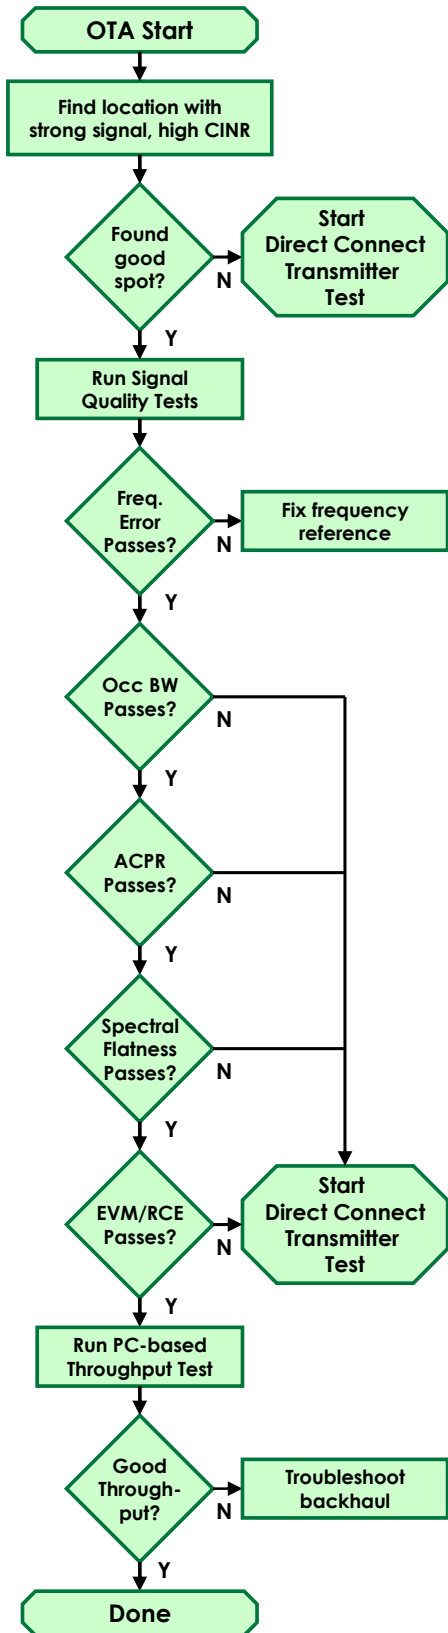 OTA Start
Find location with
strong signal, high CINR
Found
good
spot?
N
Start
Direct Connect
Transmitter
Test
Y
Run Signal
Quality Tests
Freq.
Error
Passes?
N
Fix frequency
reference
Y
Occ BW
Passes?
N
Y
ACPR
Passes?
N
Y
Spectral
Flatness
Passes?
N
Y
EVM/RCE
Passes?
N
Start
Direct Connect
Transmitter
Test
Y
Run PC-based
Throughput Test
Good
Through-
put?
N
Troubleshoot
backhaul
Y
Done